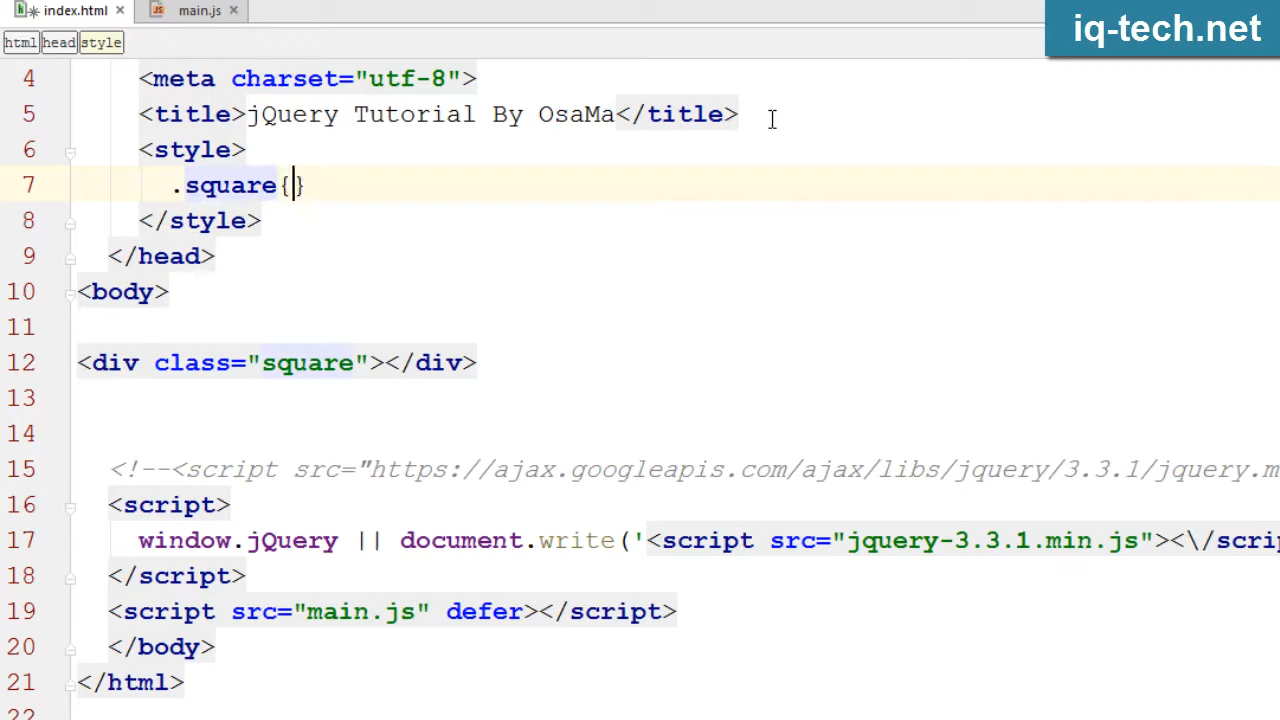 index.html
main.js
iq-tech.net
html head style
4 <meta charset="utf-8">
5 <title>jQuery Tutorial By OsaMa</title>
6 <style>
7 .square{}
8 </style>
9 </head>
10 <body>
11
12 <div class="square"></div>
13
14
15 <!--<script src="https://ajax.googleapis.com/ajax/libs/jquery/3.3.1/jquery.m
16 <script>
17 window.jQuery || document.write('<script src="jquery-3.3.1.min.js"><\/scrip
18 </script>
19 <script src="main.js" defer></script>
20 </body>
21 </html>
22